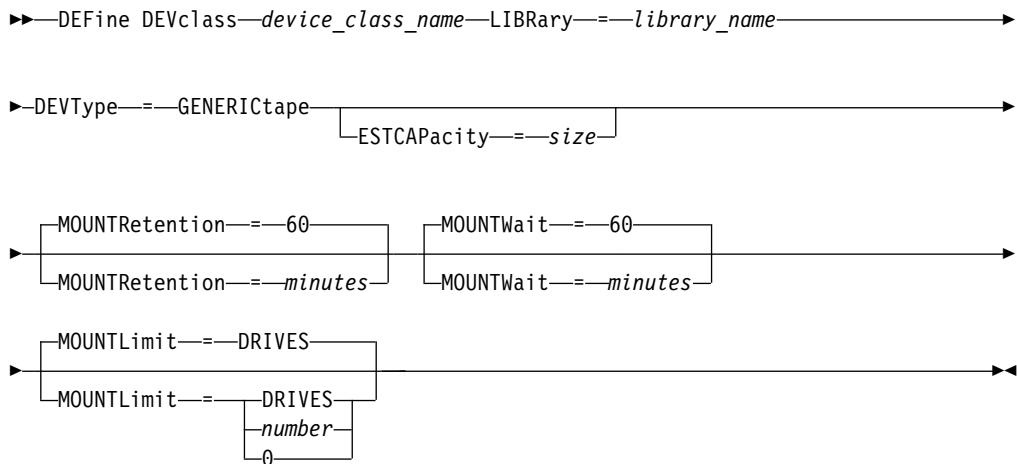 DEFine DEVclass device_class_name LIBRary = library_name
DEVType = GENERICtape
ESTCAPacity = size
MOUNTRetention = 60 MOUNTWait = 60
MOUNTRetention = minutes MOUNTWait = minutes
MOUNTLimit = DRIVES
MOUNTLimit = DRIVES
number
0